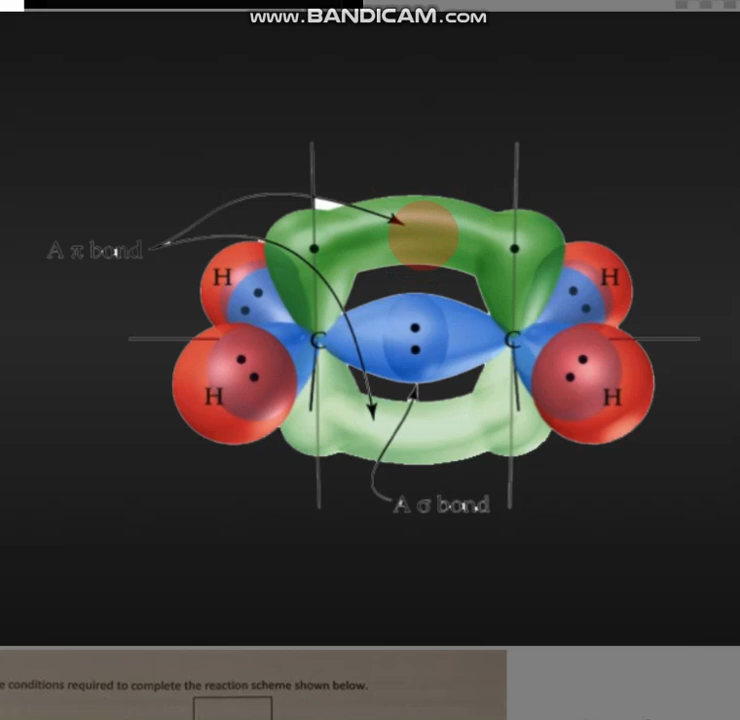 www.BANDICAM.com
A π bond
H
H
C
C
H
H
A σ bond
e conditions required to complete the reaction scheme shown below.